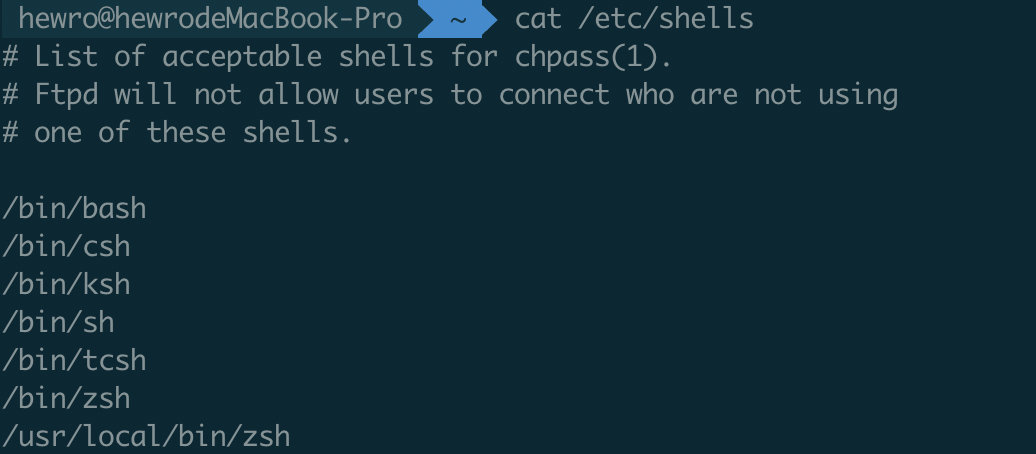 hewro@hewrodeMacBook-Pro ~ cat /etc/shells
# List of acceptable shells for chpass(1).
# Ftpd will not allow users to connect who are not using
# one of these shells.
/bin/bash
/bin/csh
/bin/ksh
/bin/sh
/bin/tcsh
/bin/zsh
/usr/local/bin/zsh